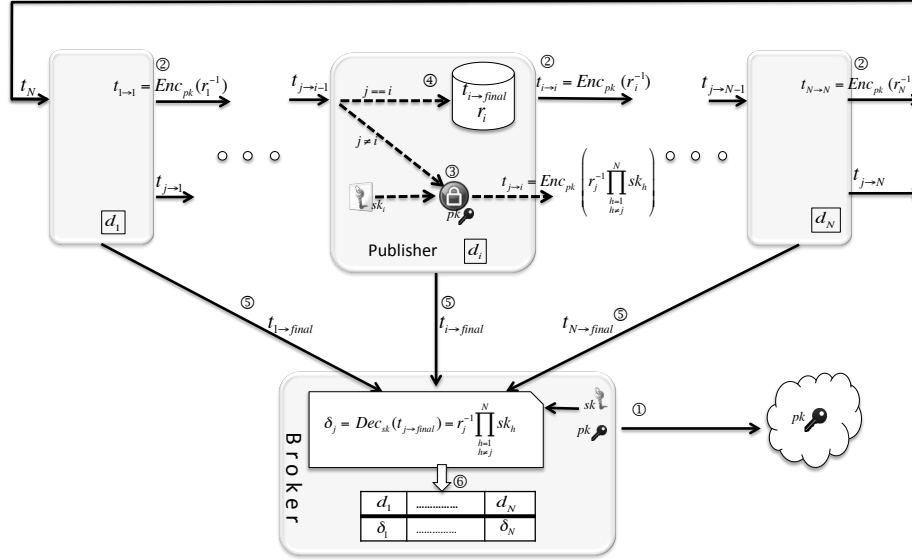 ②
②
②
t_N
t_{1→1} = Enc_{pk}(r_1^{-1})
t_{j→i-1}
④
j == i
t_{i→final}
r_i
t_{i→i} = Enc_{pk}(r_i^{-1})
t_{j→N-1}
t_{N→N} = Enc_{pk}(r_N^{-1})
j ≠ i
t_{j→1}
③
sk_i
pk
t_{j→i} = Enc_{pk}(r_j^{-1} ∏_{h=1, h≠j}^{N} sk_h)
t_{j→N}
d_1
Publisher
d_i
d_N
⑤
t_{1→final}
⑤
t_{i→final}
⑤
t_{N→final}
Broker
δ_j = Dec_{sk}(t_{j→final}) = r_j^{-1} ∏_{h=1, h≠j}^{N} sk_h
sk
pk
①
pk
⑥
d_1 .............. d_N
δ_1 .............. δ_N